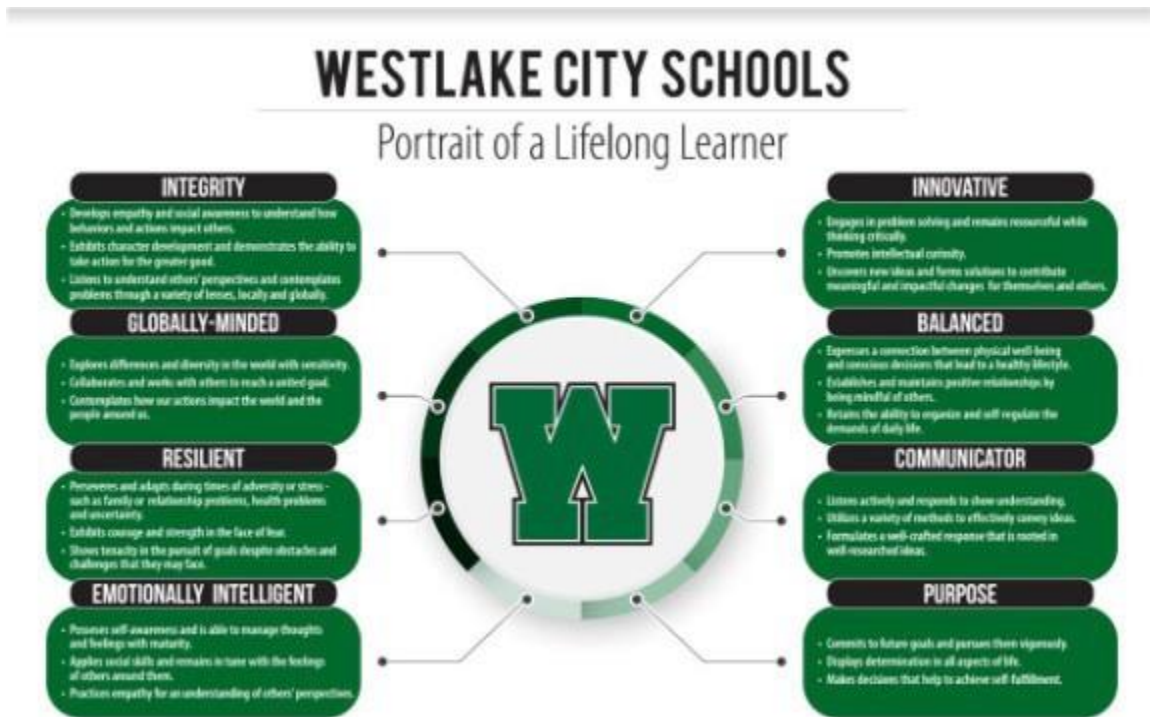 WESTLAKE CITY SCHOOLS
Portrait of a Lifelong Learner
INTEGRITY
• Develops empathy and social awareness to understand how
behaviors and actions impact others.
• Exhibits character development and demonstrates the ability to
take action for the greater good.
• Listens to understand others' perspectives and contemplates
problems through a variety of lenses, locally and globally.
GLOBALLY-MINDED
• Explores differences and diversity in the world with sensitivity.
• Collaborates and works with others to reach a united goal.
• Contemplates how our actions impact the world and the
people around us.
RESILIENT
• Perseveres and adapts during times of adversity or stress -
such as family or relationship problems, health problems
and uncertainty.
• Exhibits courage and strength in the face of fear.
• Shows tenacity in the pursuit of goals despite obstacles and
challenges that they may face.
EMOTIONALLY INTELLIGENT
• Posseses self-awareness and is able to manage thoughts
and feelings with maturity.
• Applies social skills and remains in tune with the feelings
of others around them.
• Practices empathy for an understanding of others' perspectives.
W
INNOVATIVE
• Engages in problem solving and remains resourceful while
thinking critically.
• Promotes intellectual curiosity.
• Uncovers new ideas and forms solutions to contribute
meaningful and impactful changes for themselves and others.
BALANCED
• Expresses a connection between physical well-being
and conscious decisions that lead to a healthy lifestyle.
• Establishes and maintains positive relationships by
being mindful of others.
• Retains the ability to organize and self regulate the
demands of daily life.
COMMUNICATOR
• Listens actively and responds to show understanding.
• Utilizes a variety of methods to effectively convey ideas.
• Formulates a well-crafted response that is rooted in
well-researched ideas.
PURPOSE
• Commits to future goals and pursues them vigorously.
• Displays determination in all aspects of life.
• Makes decisions that help to achieve self-fulfillment.